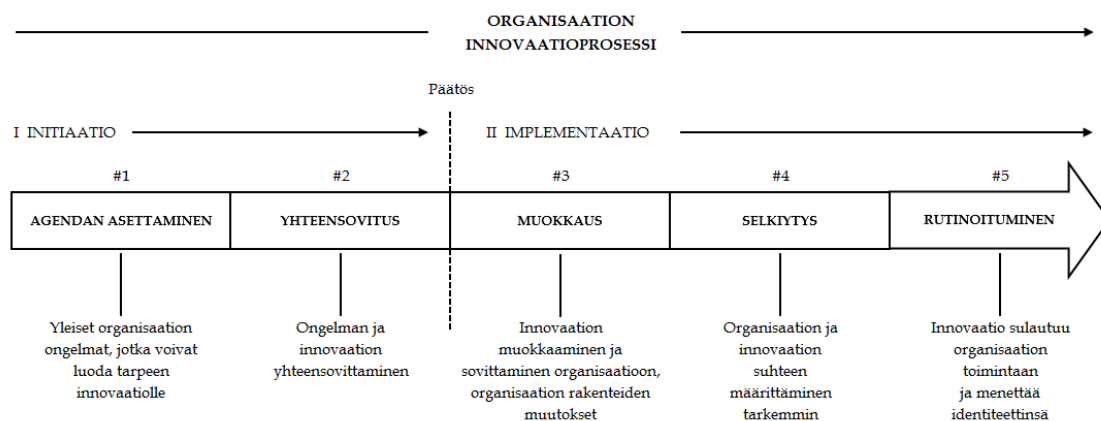 ORGANISAATION
INNOVAATIOPROSESSI
Päätös
I INITIAATIO
II IMPLEMENTAATIO
#1
#2
#3
#4
#5
AGENDAN ASETTAMINEN
YHTEENSOVITUS
MUOKKAUS
SELKIYTYS
RUTINOITUMINEN
Yleiset organisaation
ongelmat, jotka voivat
luoda tarpeen
innovaatiolle
Ongelman ja
innovaation
yhteensovittaminen
Innovaation
muokkaaminen ja
sovittaminen organisaatioon,
organisaation rakenteiden
muutokset
Organisaation ja
innovaation
suhteen
määrittäminen
tarkemmin
Innovaatio sulautuu
organisaation
toimintaan
ja menettää
identiteettinsä